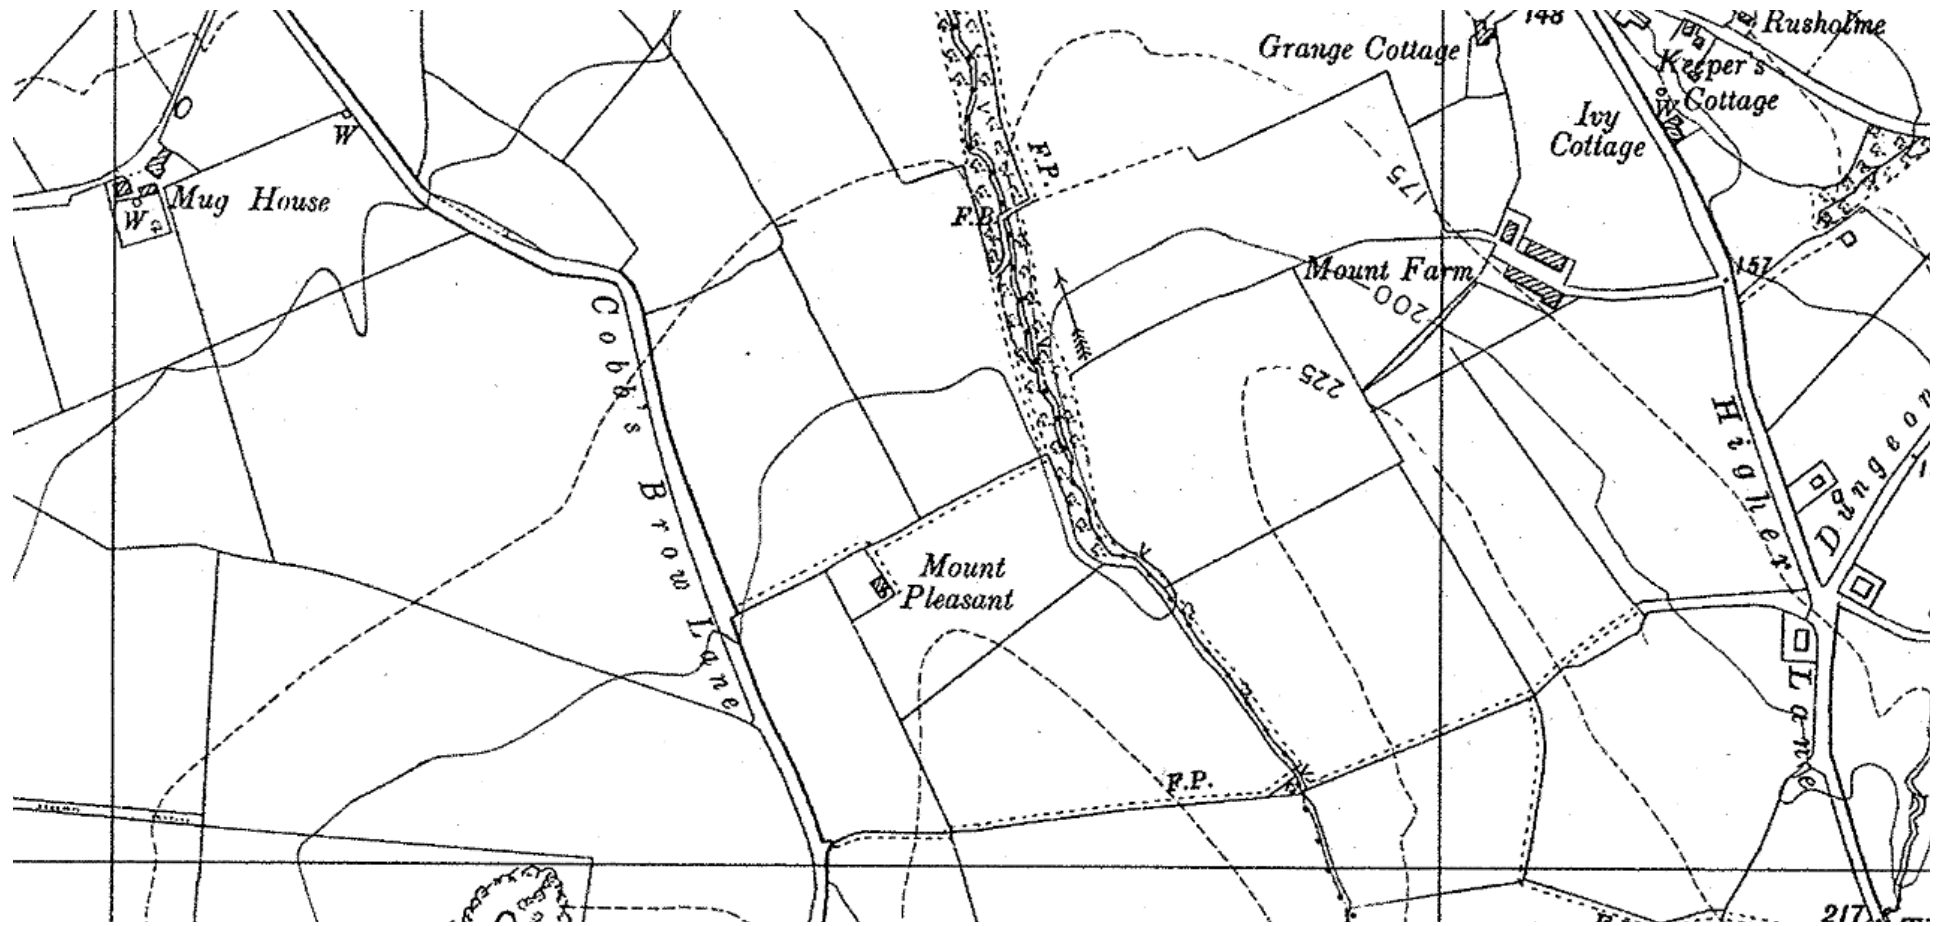 148
Rusholme
Grange Cottage
Keeper's
Cottage
W
W
Ivy
Cottage
F.P.
175
Mug House
W
F.B.
Mount Farm
157
200
225
Cobb's Brow Lane
Higher Lane
Dungeon
Mount
Pleasant
F.P.
217